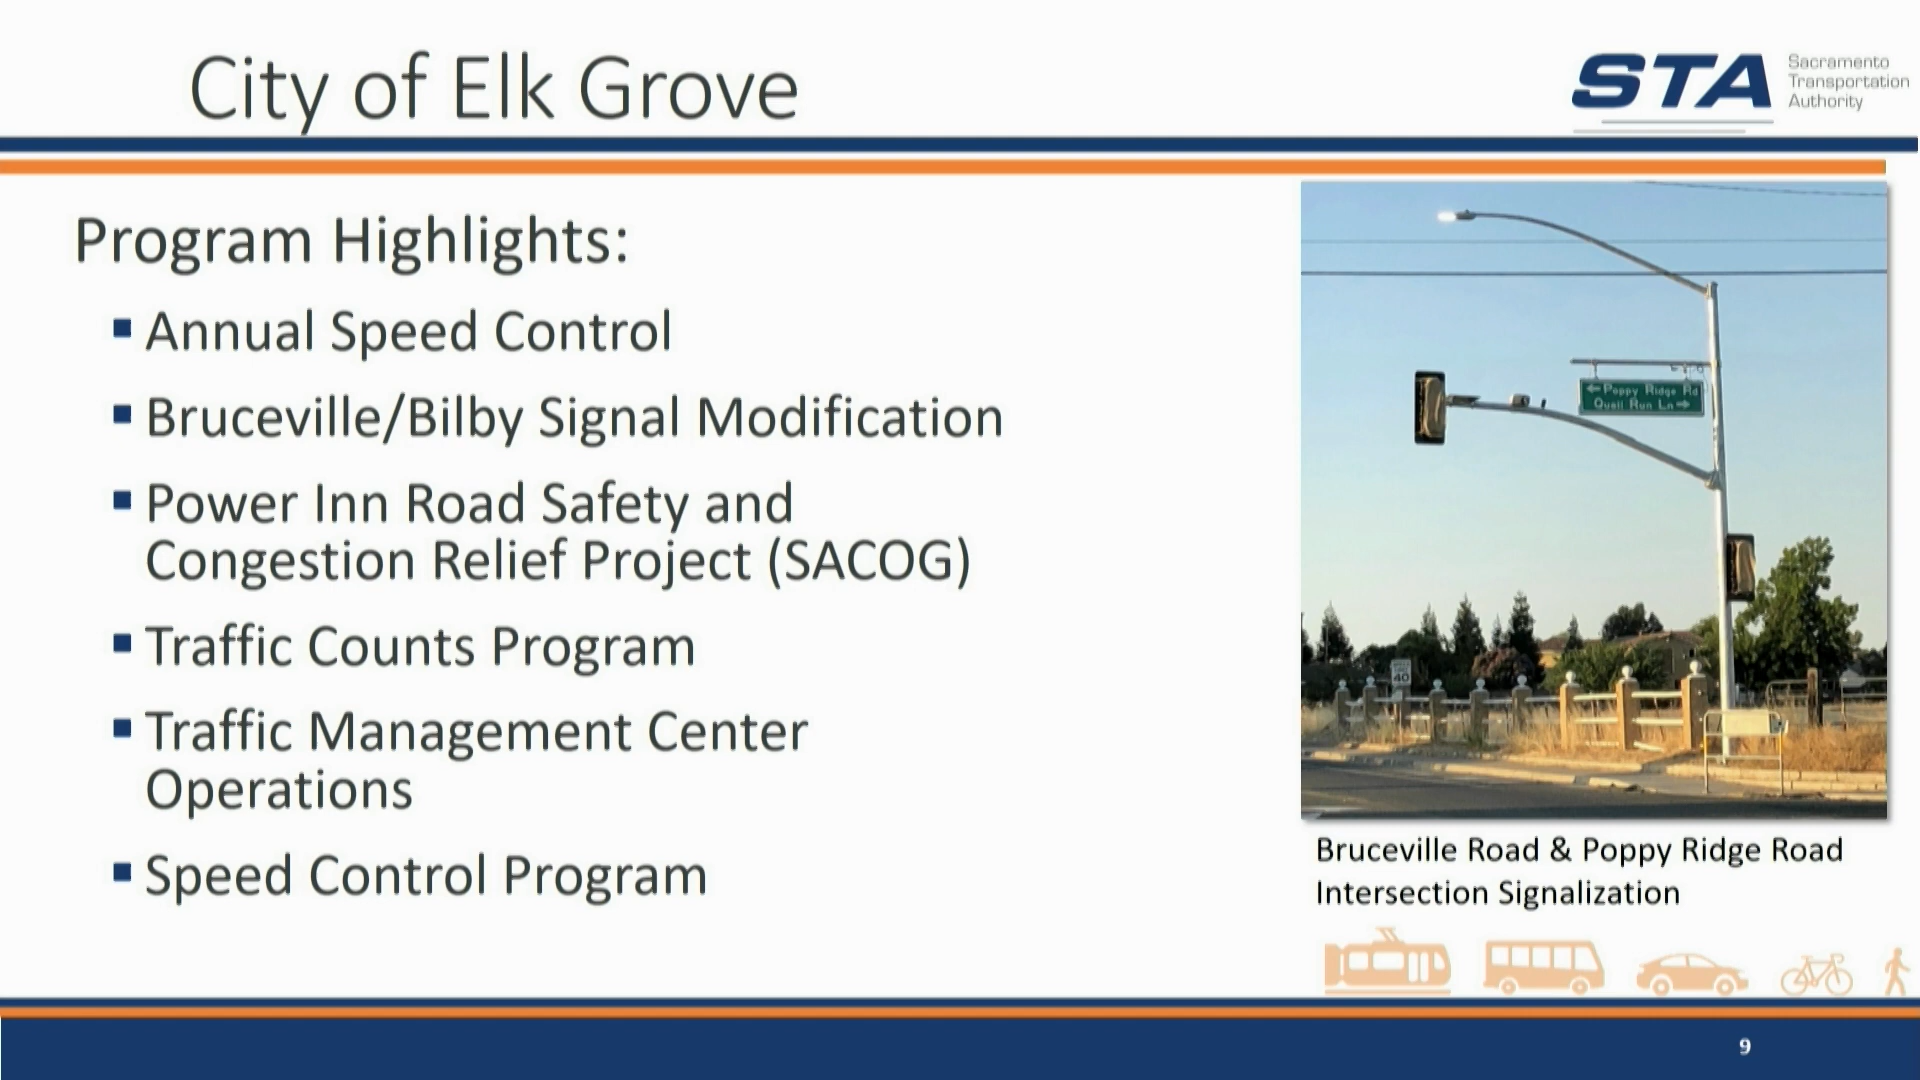 City of Elk Grove
STA
Sacramento
Transportation
Authority
Program Highlights:
Annual Speed Control
Bruceville/Bilby Signal Modification
Power Inn Road Safety and
Congestion Relief Project (SACOG)
Traffic Counts Program
Traffic Management Center
Operations
Speed Control Program
← Poppy Ridge Rd
Quail Run Ln →
40
Bruceville Road & Poppy Ridge Road
Intersection Signalization
9